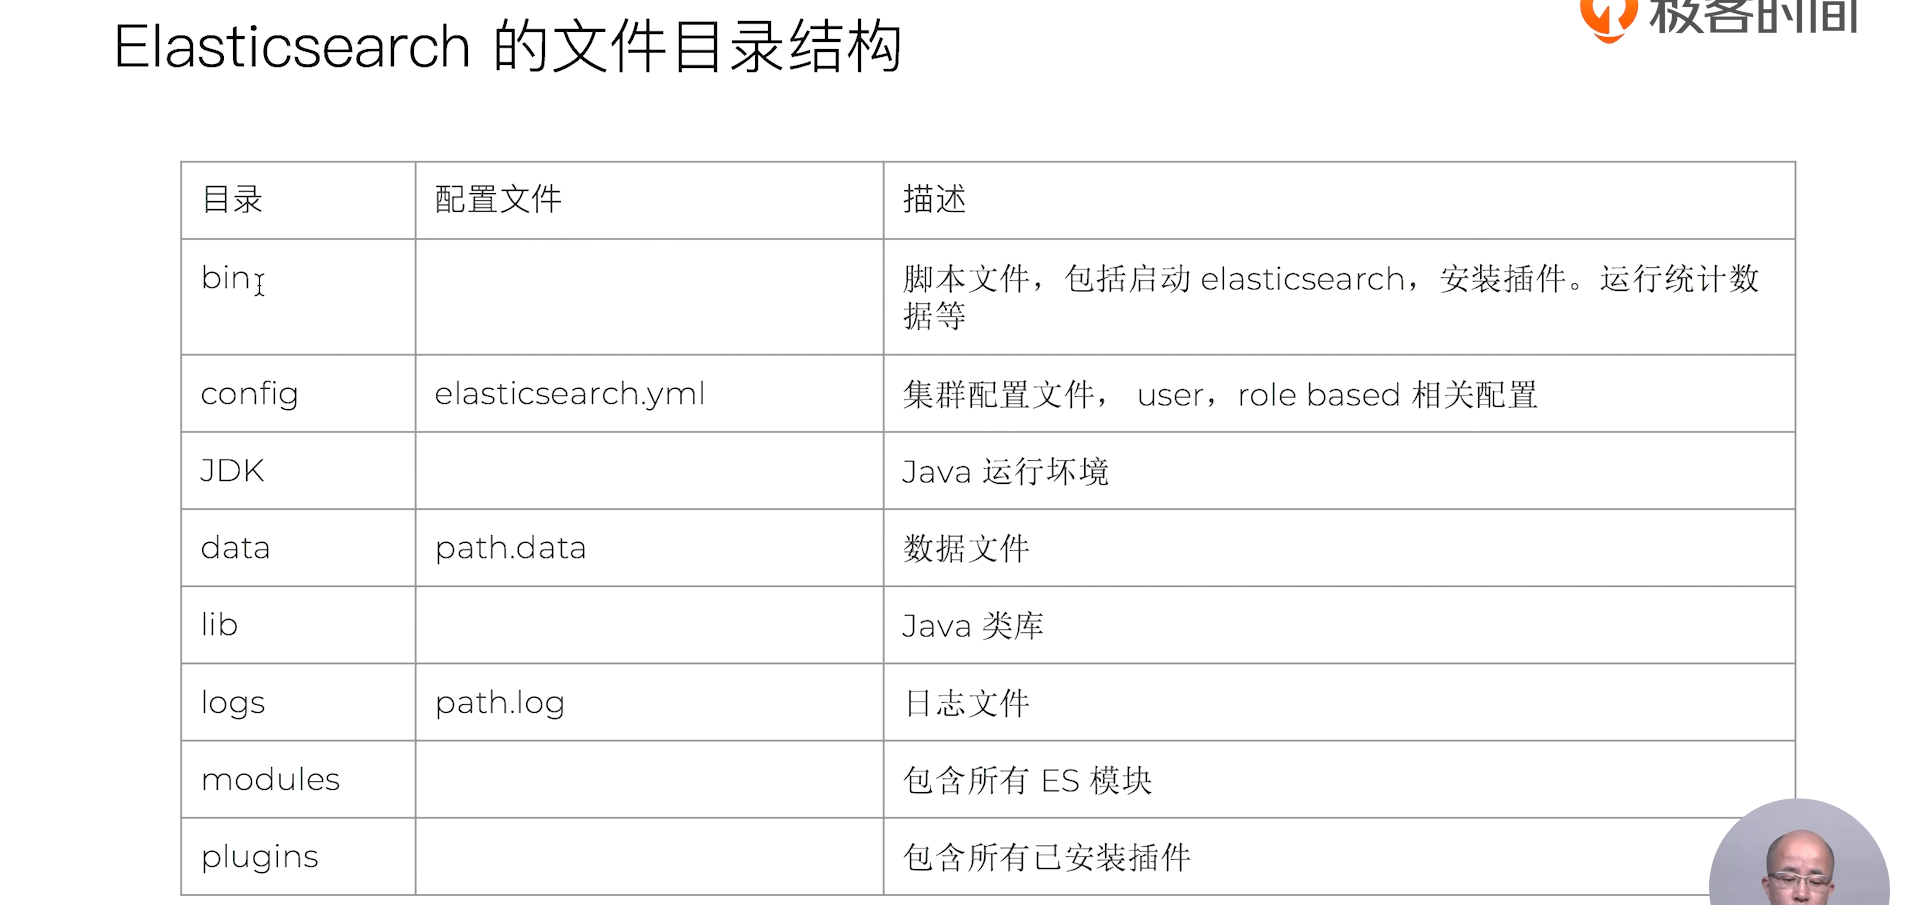 极客时间
Elasticsearch 的文件目录结构
目录 配置文件 描述
bin 脚本文件，包括启动 elasticsearch，安装插件。运行统计数
据等
config elasticsearch.yml 集群配置文件， user，role based 相关配置
JDK Java 运行坏境
data path.data 数据文件
lib Java 类库
logs path.log 日志文件
modules 包含所有 ES 模块
plugins 包含所有已安装插件